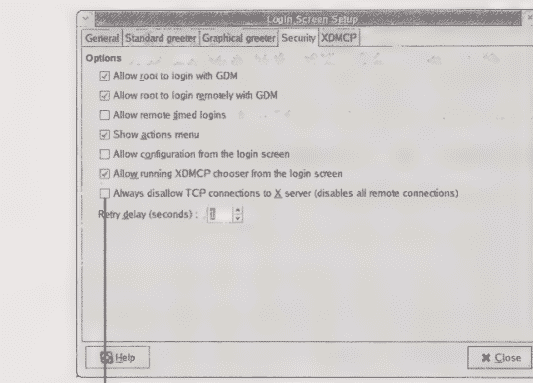 Login Screen Setup
General Standard greeter Graphical greeter Security XDMCP
Options
Allow root to login with GDM
Allow root to login remotely with GDM
Allow remote timed logins
Show actions menu
Allow configuration from the login screen
Allow running XDMCP chooser from the login screen
Always disallow TCP connections to X server (disables all remote connections)
Retry delay (seconds) :
Help
Close